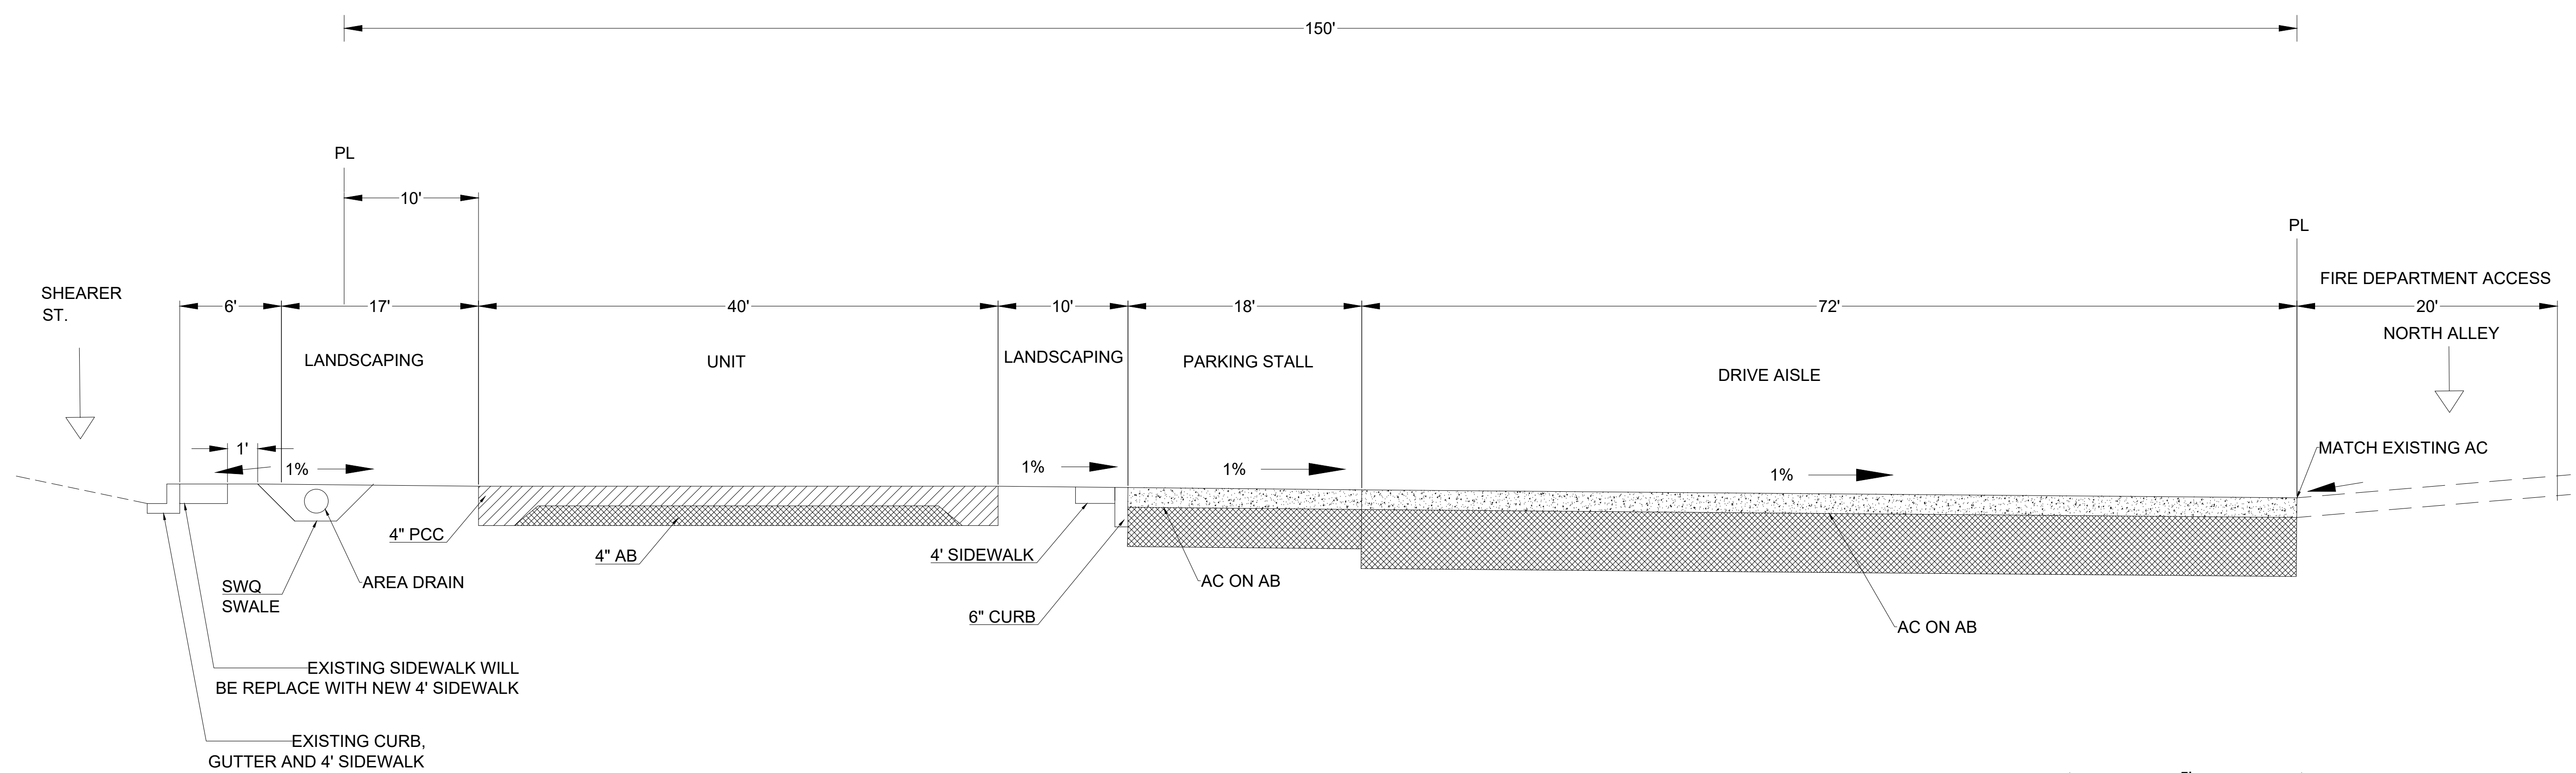 150'
PL
10'
PL
SHEARER
ST.
FIRE DEPARTMENT ACCESS
6'
17'
40'
10'
18'
72'
20'
NORTH ALLEY
LANDSCAPING
UNIT
LANDSCAPING
PARKING STALL
DRIVE AISLE
1'
1%
1%
1%
1%
MATCH EXISTING AC
4" PCC
4" AB
4' SIDEWALK
AREA DRAIN
AC ON AB
SWQ
SWALE
6" CURB
AC ON AB
EXISTING SIDEWALK WILL
BE REPLACE WITH NEW 4' SIDEWALK
EXISTING CURB,
GUTTER AND 4' SIDEWALK